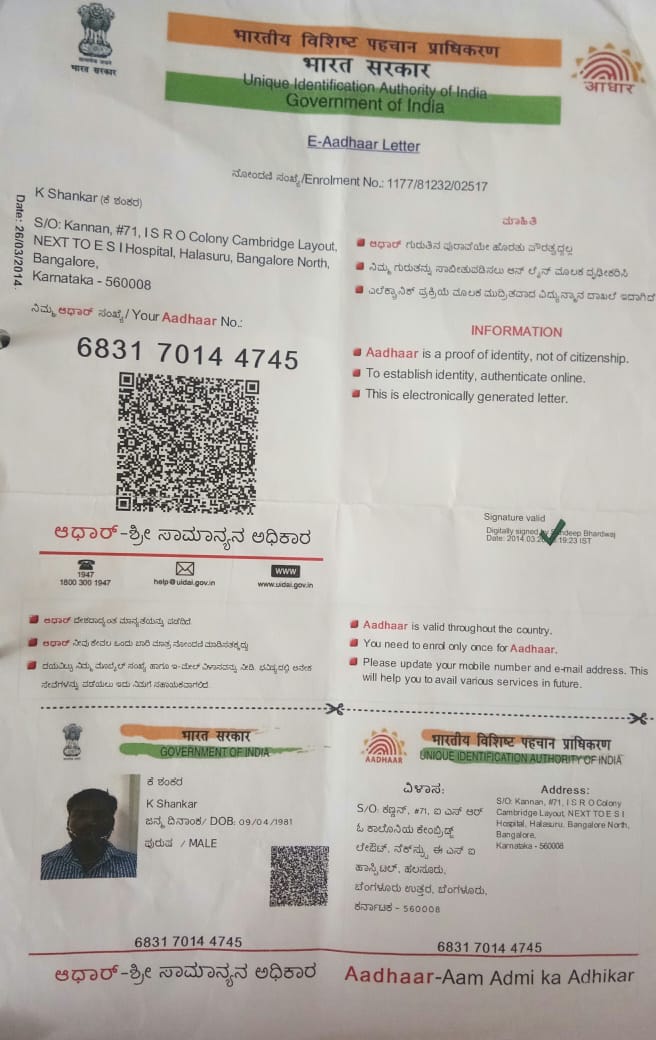 भारत सरकार
भारतीय विशिष्ट पहचान प्राधिकरण
भारत सरकार
Unique Identification Authority of India
Government of India
आधार
E-Aadhaar Letter
ನೋಂದಣಿ ಸಂಖ್ಯೆ/Enrolment No.: 1177/81232/02517
Date: 26/03/2014
K Shankar (ಕೆ ಶಂಕರ)
S/O: Kannan, #71, I S R O Colony Cambridge Layout,
NEXT TO E S I Hospital, Halasuru, Bangalore North,
Bangalore,
Karnataka - 560008
ನಿಮ್ಮ ಆಧಾರ್ ಸಂಖ್ಯೆ/ Your Aadhaar No.:
6831 7014 4745
ಮಾಹಿತಿ
ಆಧಾರ್ ಗುರುತಿನ ಪುರಾವೆಯೇ ಹೊರತು ಪೌರತ್ವದ್ದಲ್ಲ
ನಿಮ್ಮ ಗುರುತನ್ನು ಸಾಬೀತುಪಡಿಸಲು ಆನ್ ಲೈನ್ ಮೂಲಕ ದೃಢೀಕರಿಸಿ
ಎಲೆಕ್ಟ್ರಾನಿಕ್ ಪ್ರಕ್ರಿಯೆ ಮೂಲಕ ಮುದ್ರಿತವಾದ ವಿದ್ಯುನ್ಮಾನ ದಾಖಲೆ ಇದಾಗಿದೆ
INFORMATION
Aadhaar is a proof of identity, not of citizenship.
To establish identity, authenticate online.
This is electronically generated letter.
ಆಧಾರ್-ಶ್ರೀ ಸಾಮಾನ್ಯನ ಅಧಿಕಾರ
Signature valid
Digitally signed by Bhardwaj
19:23 IST
1947
1800 300 1947
help@uidai.gov.in
www
www.uidai.gov.in
ಆಧಾರ್ ದೇಶದಾದ್ಯಂತ ಮಾನ್ಯತೆಯನ್ನು ಪಡೆದಿದೆ.
ಆಧಾರ್ ನೀವು ಕೇವಲ ಒಂದು ಬಾರಿ ಮಾತ್ರ ನೋಂದಣಿ ಮಾಡಿಸತಕ್ಕದ್ದು
ದಯವಿಟ್ಟು ನಿಮ್ಮ ಮೊಬೈಲ್ ಸಂಖ್ಯೆ ಹಾಗೂ ಇ-ಮೇಲ್ ವಿಳಾಸವನ್ನು ನೀಡಿ. ಭವಿಷ್ಯದಲ್ಲಿ ಅನೇಕ
ಸೇವೆಗಳನ್ನು ಪಡೆಯಲು ಇದು ನಿಮಗೆ ಸಹಾಯಕವಾಗಲಿದೆ.
Aadhaar is valid throughout the country.
You need to enrol only once for Aadhaar.
Please update your mobile number and e-mail address. This
will help you to avail various services in future.
भारत सरकार
GOVERNMENT OF INDIA
ಕೆ ಶಂಕರ
K Shankar
ಜನ್ಮ ದಿನಾಂಕ/ DOB: 09/04/1981
ಪುರುಷ / MALE
6831 7014 4745
ಆಧಾರ್-ಶ್ರೀ ಸಾಮಾನ್ಯನ ಅಧಿಕಾರ
AADHAAR
भारतीय विशिष्ट पहचान प्राधिकरण
UNIQUE IDENTIFICATION AUTHORITY OF INDIA
ವಿಳಾಸ:
S/O: ಕಣ್ಣನ್, #71, ಐ ಎಸ್ ಆರ್
ಓ ಕಾಲೊನಿಯ ಕೇಂಬ್ರಿಡ್ಜ್
ಲೇಔಟ್, ನೆಕ್ಸ್ಟ್ಟು ಈ ಎಸ್ ಐ
ಹಾಸ್ಪಿಟಲ್, ಹಲಸೂರು,
ಬೆಂಗಳೂರು ಉತ್ತರ, ಬೆಂಗಳೂರು,
ಕರ್ನಾಟಕ - 560008
Address:
S/O: Kannan, #71, I S R O Colony
Cambridge Layout, NEXT TO E S I
Hospital, Halasuru, Bangalore North,
Bangalore,
Karnataka - 560008
6831 7014 4745
Aadhaar-Aam Admi ka Adhikar